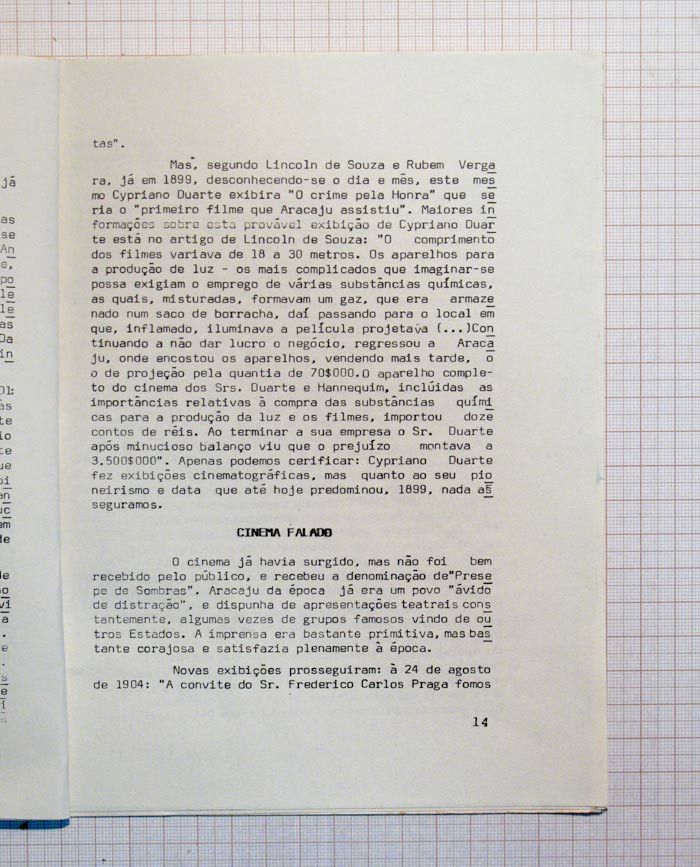 tas".
Mas, segundo Lincoln de Souza e Rubem Verga
ra, já em 1899, desconhecendo-se o dia e mês, este mes
mo Cypriano Duarte exibira "O crime pela Honra" que se
ria o "primeiro filme que Aracaju assistiu". Maiores in
formações sobre esta provável exibição de Cypriano Duar
te está no artigo de Lincoln de Souza: "O comprimento
dos filmes variava de 18 a 30 metros. Os aparelhos para
a produção de luz - os mais complicados que imaginar-se
possa exigiam o emprego de várias substâncias químicas,
as quais, misturadas, formavam um gaz, que era armaze
nado num saco de borracha, daí passando para o local em
que, inflamado, iluminava a película projetava (...)Con
tinuando a não dar lucro o negócio, regressou a Araca
ju, onde encostou os aparelhos, vendendo mais tarde, o
o de projeção pela quantia de 70$000.O aparelho comple-
to do cinema dos Srs. Duarte e Hannequim, inclúidas as
importâncias relativas à compra das substâncias quími
cas para a produção da luz e os filmes, importou doze
contos de réis. Ao terminar a sua empresa o Sr. Duarte
após minucioso balanço viu que o prejuízo montava a
3.500$000". Apenas podemos cerificar: Cypriano Duarte
fez exibições cinematográficas, mas quanto ao seu pio
neirismo e data que até hoje predominou, 1899, nada as
seguramos.
CINEMA FALADO
O cinema já havia surgido, mas não foi bem
recebido pelo público, e recebeu a denominação de"Prese
pe de Sombras". Aracaju da época já era um povo "ávido
de distração", e dispunha de apresentações teatrais cons
tantemente, algumas vezes de grupos famosos vindo de ou
tros Estados. A imprensa era bastante primitiva, mas bas
tante corajosa e satisfazia plenamente à época.
Novas exibições prosseguiram: à 24 de agosto
de 1904: "A convite do Sr. Frederico Carlos Praga fomos
14